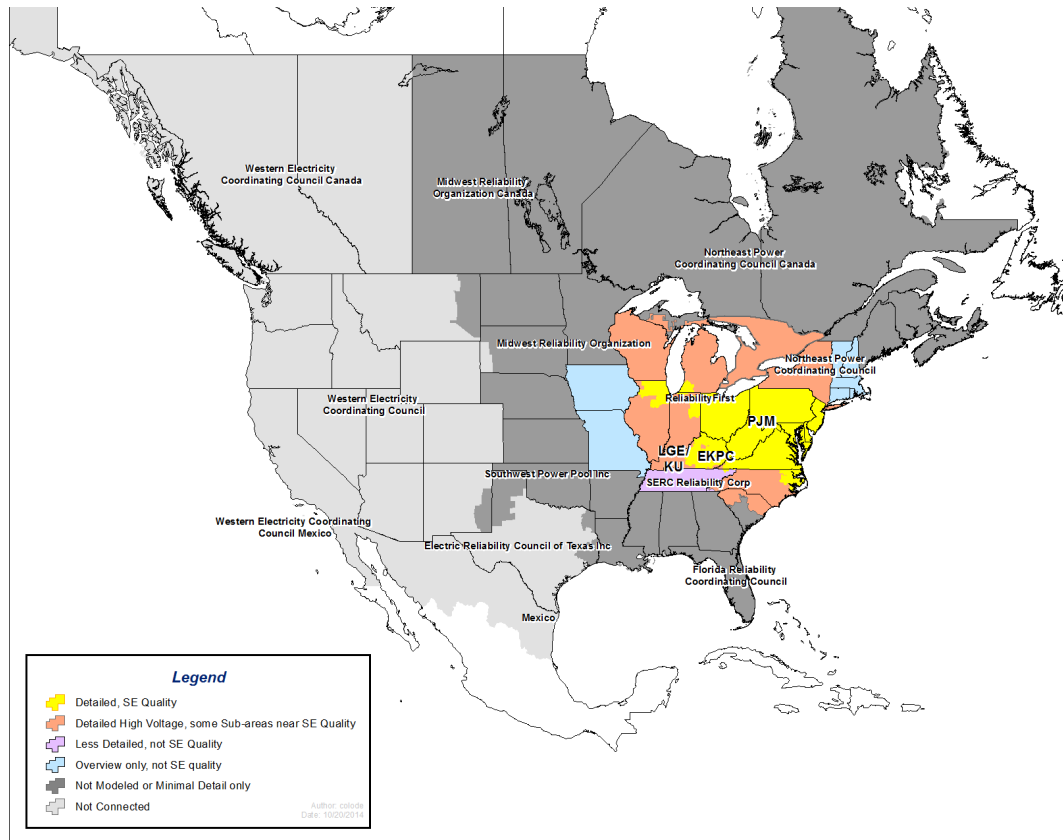 Western Electricity
Coordinating Council Canada
Midwest Reliability
Organization Canada
Northeast Power
Coordinating Council Canada
Midwest Reliability Organization
Northeast Power
Coordinating Council
ReliabilityFirst
Western Electricity
Coordinating Council
PJM
LGE/
KU
EKPC
Southwest Power Pool Inc
SERC Reliability Corp
Western Electricity Coordinating
Council Mexico
Electric Reliability Council of Texas Inc
Florida Reliability
Coordinating Council
Mexico
Legend
Detailed, SE Quality
Detailed High Voltage, some Sub-areas near SE Quality
Less Detailed, not SE Quality
Overview only, not SE quality
Not Modeled or Minimal Detail only
Not Connected
Author: colode
Date: 10/20/2014